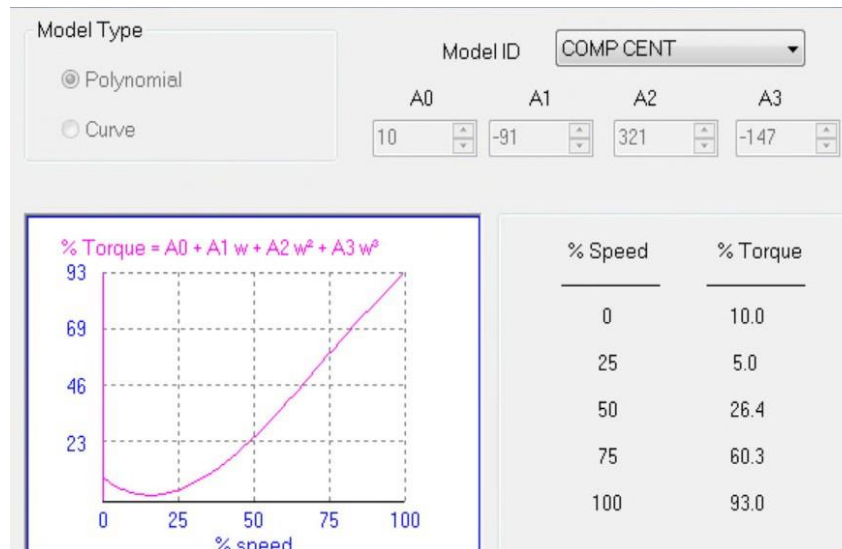 Model Type
Model ID COMP CENT
Polynomial
A0 A1 A2 A3
Curve
10 -91 321 -147
% Torque = A0 + A1 w + A2 w² + A3 w³
93
69
46
23
0 25 50 75 100
% speed
% Speed % Torque
0 10.0
25 5.0
50 26.4
75 60.3
100 93.0